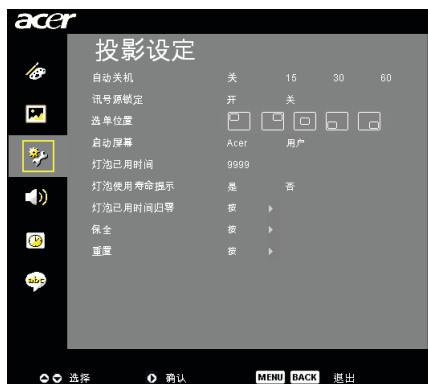 acer
投影设定
自动关机 关 15 30 60
讯号源锁定 开 关
选单位置
启动屏幕 Acer 用户
灯泡已用时间 9999
灯泡使用寿命提示 是 否
灯泡已用时间归零 按
保全 按
重置 按
abc
选择 确认 MENU BACK 退出